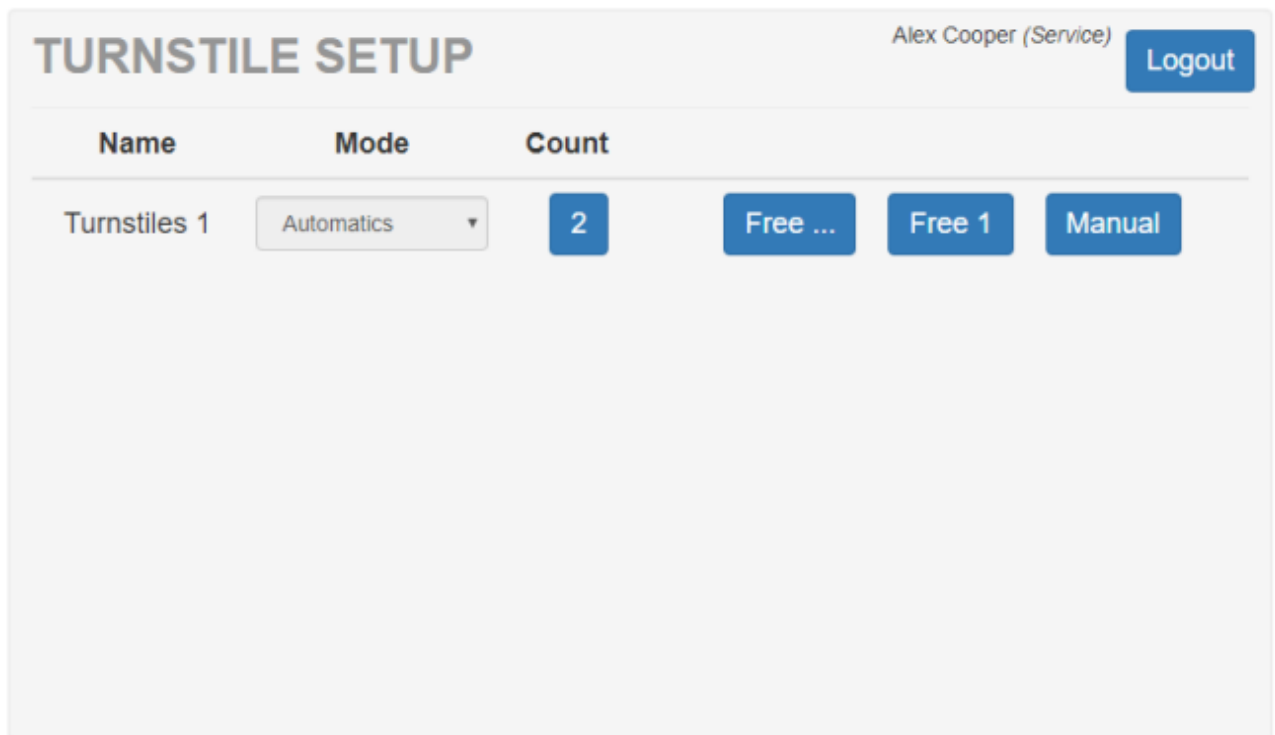 TURNSTILE SETUP
Alex Cooper (Service)
Logout
Name Mode Count
Turnstiles 1 Automatics 2 Free ... Free 1 Manual